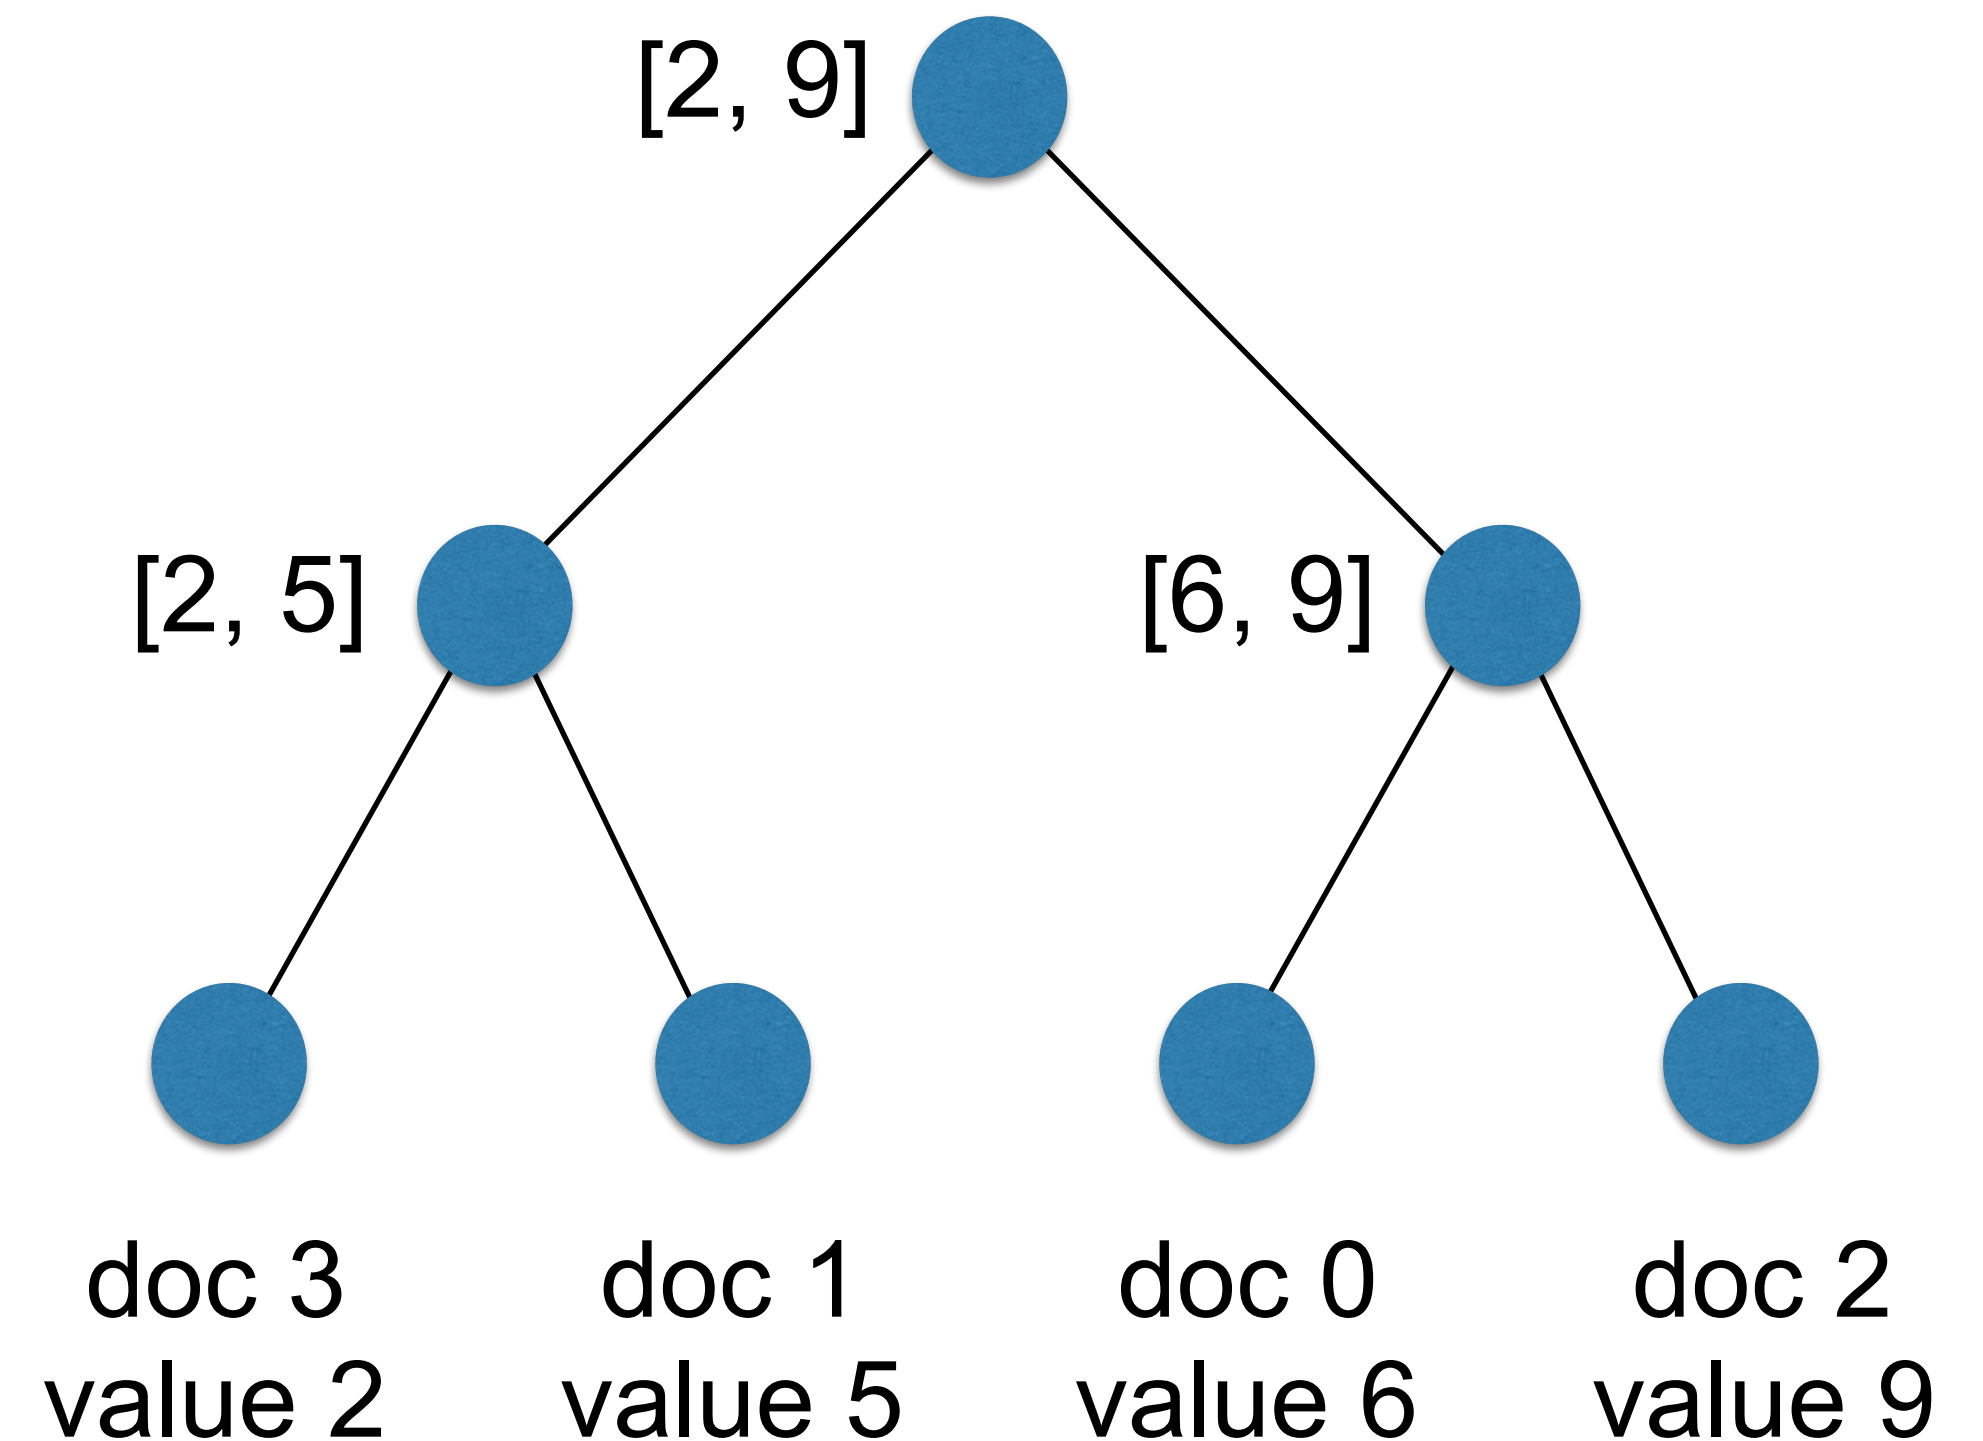 [2, 9]
[2, 5]
[6, 9]
doc 3
value 2
doc 1
value 5
doc 0
value 6
doc 2
value 9